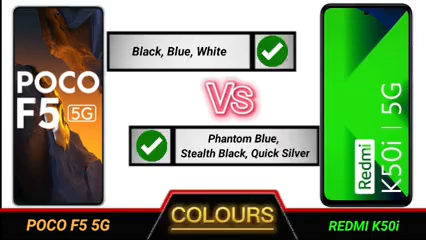 POCO
F5 5G
Black, Blue, White
VS
Phantom Blue,
Stealth Black, Quick Silver
Redmi
K50i | 5G
COLOURS
POCO F5 5G
REDMI K50i